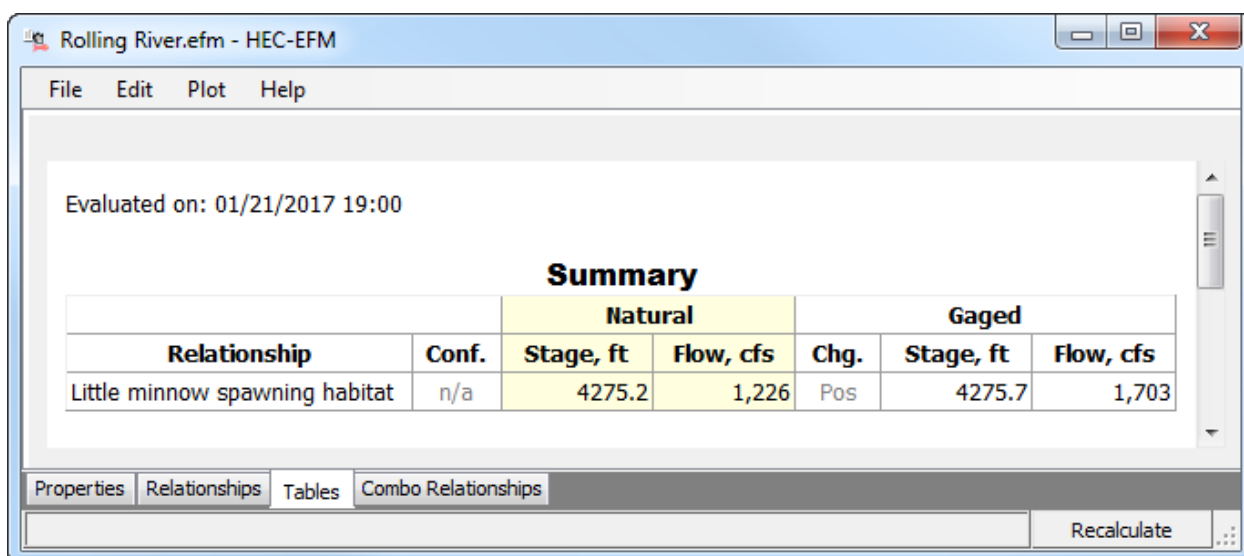 Rolling River.efm - HEC-EFM
File Edit Plot Help
Evaluated on: 01/21/2017 19:00
Summary
Natural Gaged
Relationship Conf. Stage, ft Flow, cfs Chg. Stage, ft Flow, cfs
Little minnow spawning habitat n/a 4275.2 1,226 Pos 4275.7 1,703
Properties Relationships Tables Combo Relationships
Recalculate